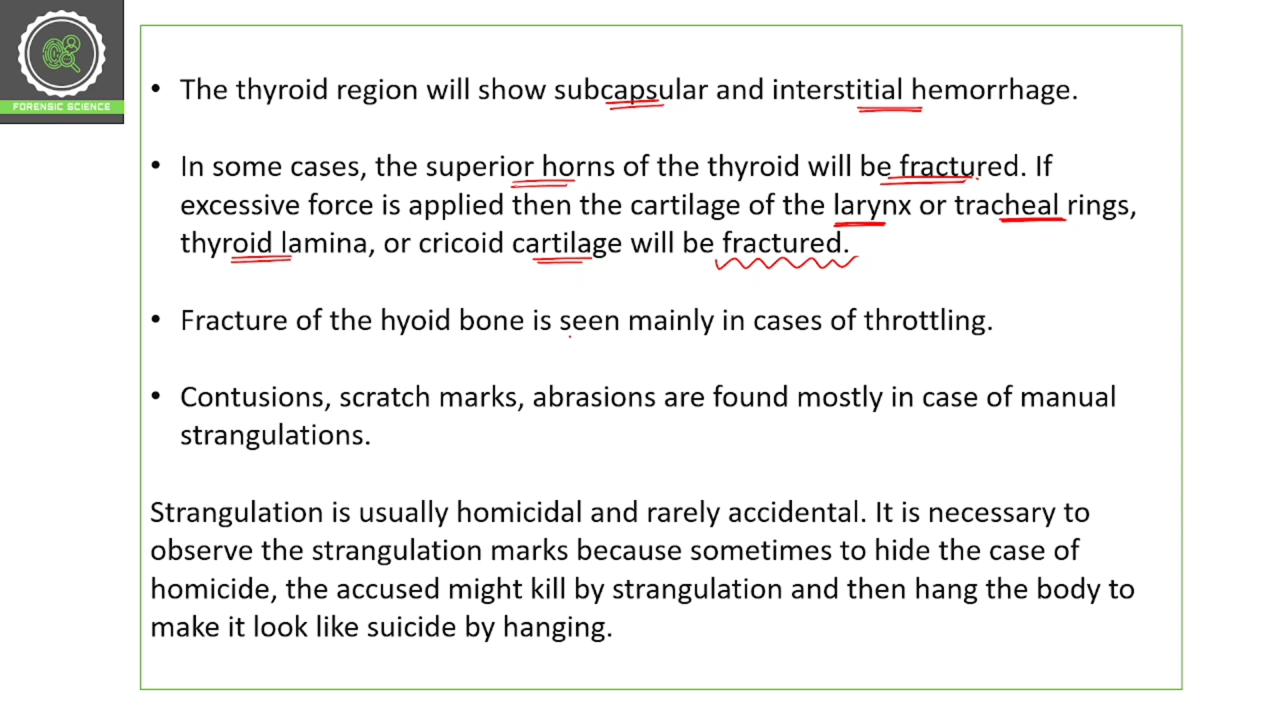 FORENSIC SCIENCE
• The thyroid region will show subcapsular and interstitial hemorrhage.
• In some cases, the superior horns of the thyroid will be fractured. If
excessive force is applied then the cartilage of the larynx or tracheal rings,
thyroid lamina, or cricoid cartilage will be fractured.
• Fracture of the hyoid bone is seen mainly in cases of throttling.
• Contusions, scratch marks, abrasions are found mostly in case of manual
strangulations.
Strangulation is usually homicidal and rarely accidental. It is necessary to
observe the strangulation marks because sometimes to hide the case of
homicide, the accused might kill by strangulation and then hang the body to
make it look like suicide by hanging.